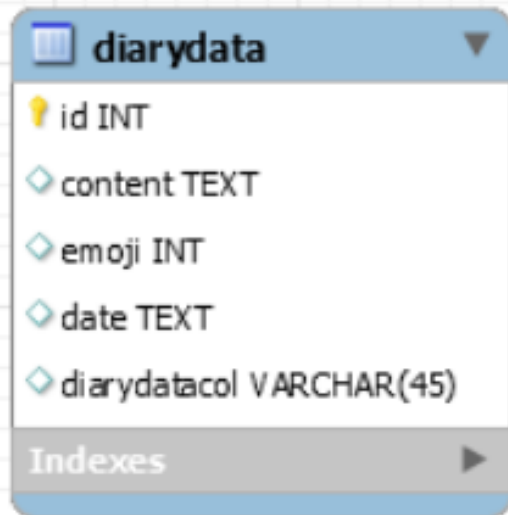 diarydata
id INT
content TEXT
emoji INT
date TEXT
diarydatacol VARCHAR(45)
Indexes